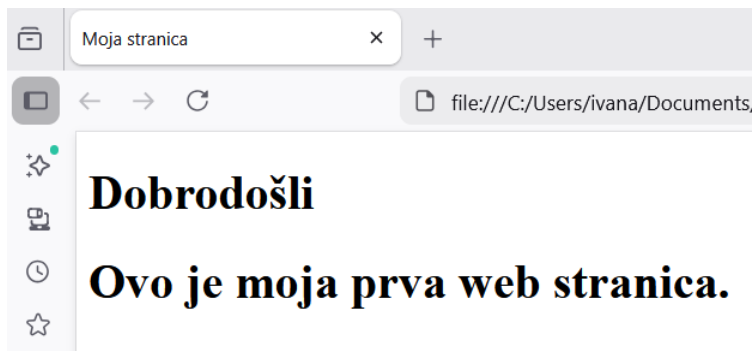 Moja stranica
file:///C:/Users/ivana/Documents/
Dobrodošli
Ovo je moja prva web stranica.